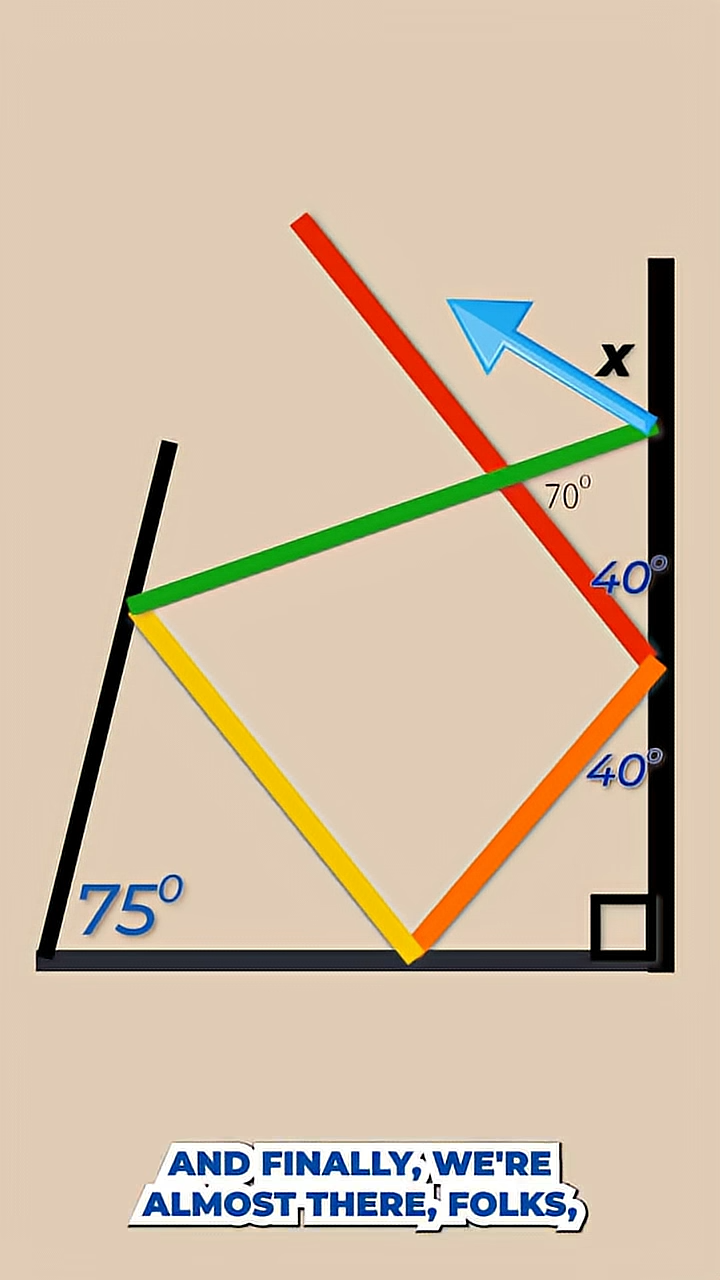 x
70°
40°
40°
75°
AND FINALLY, WE'RE
ALMOST THERE, FOLKS,